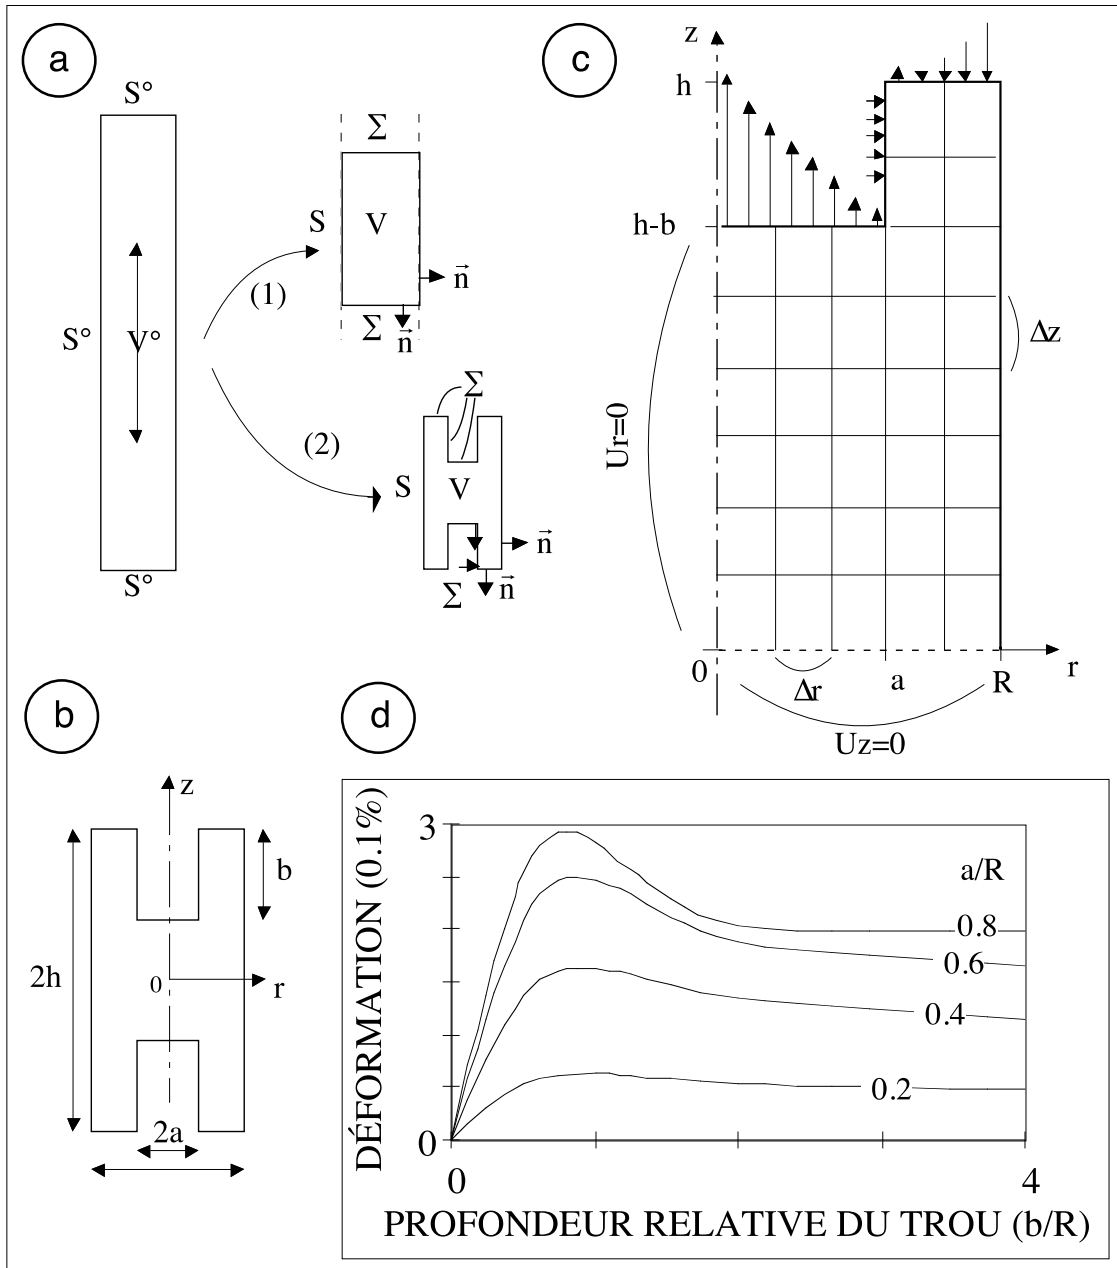 a
S°
S°
V°
S°
(1)
Σ
S
V
n⃗
Σ
n⃗
(2)
Σ
S
V
n⃗
Σ
n⃗
b
z
b
2h
0
r
2a
c
z
h
h-b
Δz
Ur=0
0
Δr
a
R
r
Uz=0
d
DÉFORMATION (0.1%)
3
a/R
0.8
0.6
0.4
0.2
0
0
4
PROFONDEUR RELATIVE DU TROU (b/R)